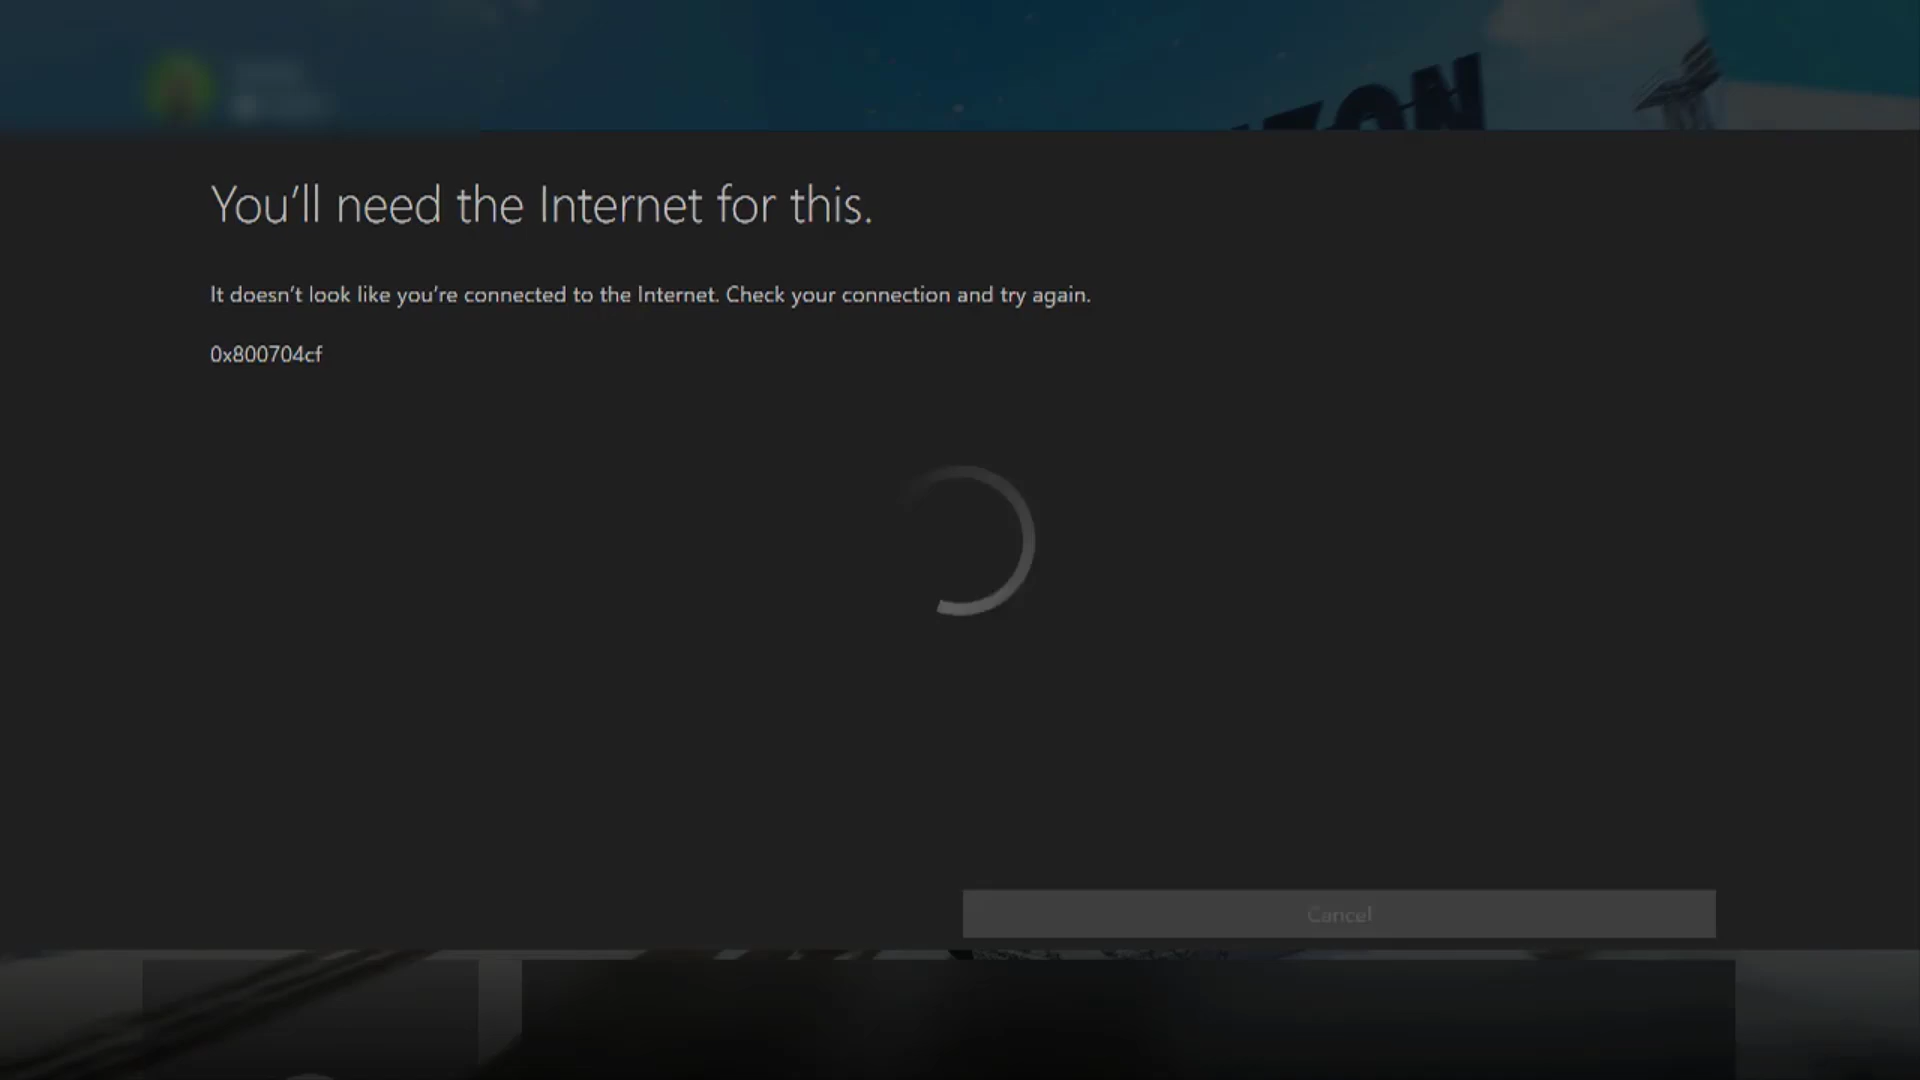 ZON
You’ll need the Internet for this.
It doesn’t look like you’re connected to the Internet. Check your connection and try again.
0x800704cf
Cancel